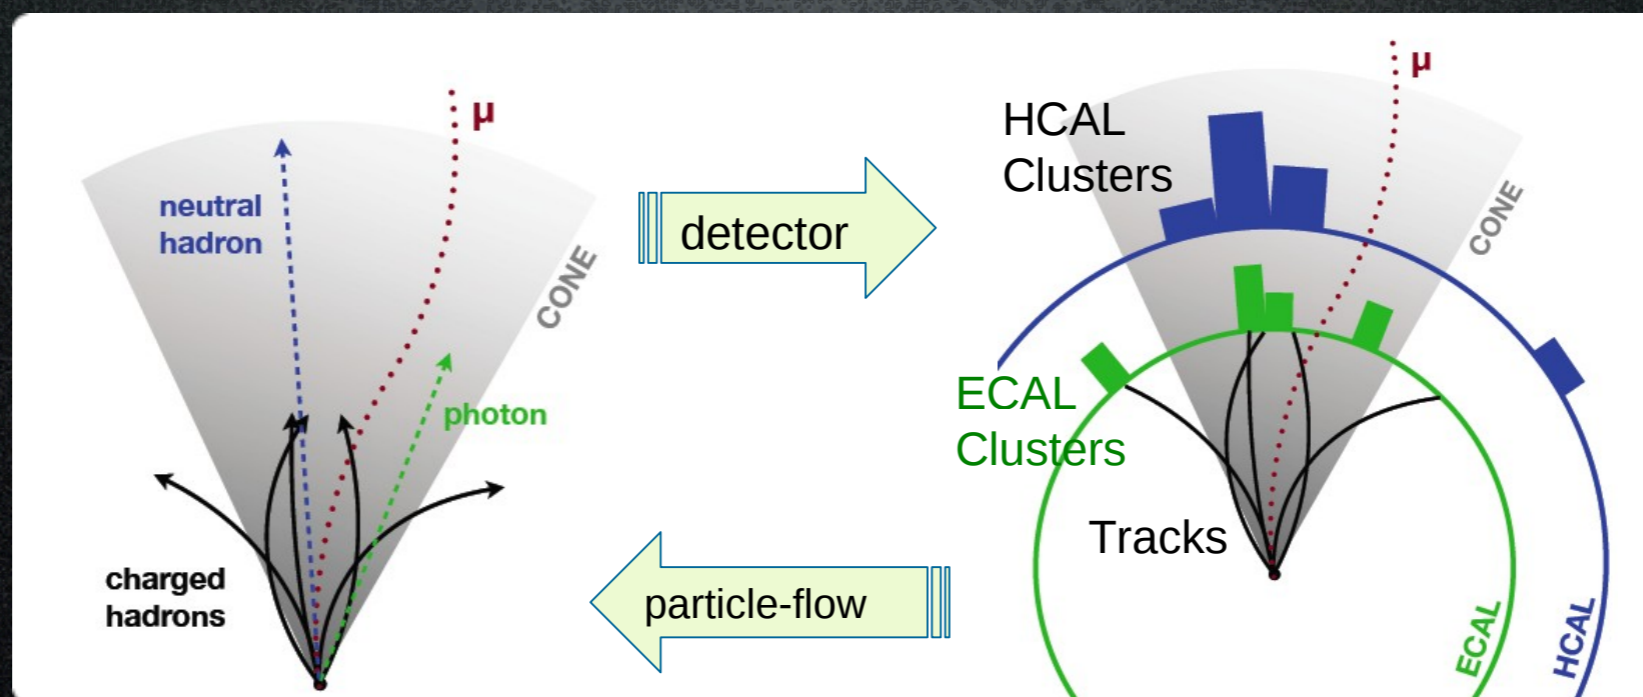 μ
neutral
hadron
CONE
photon
charged
hadrons
detector
particle-flow
μ
HCAL
Clusters
CONE
ECAL
Clusters
Tracks
ECAL
HCAL